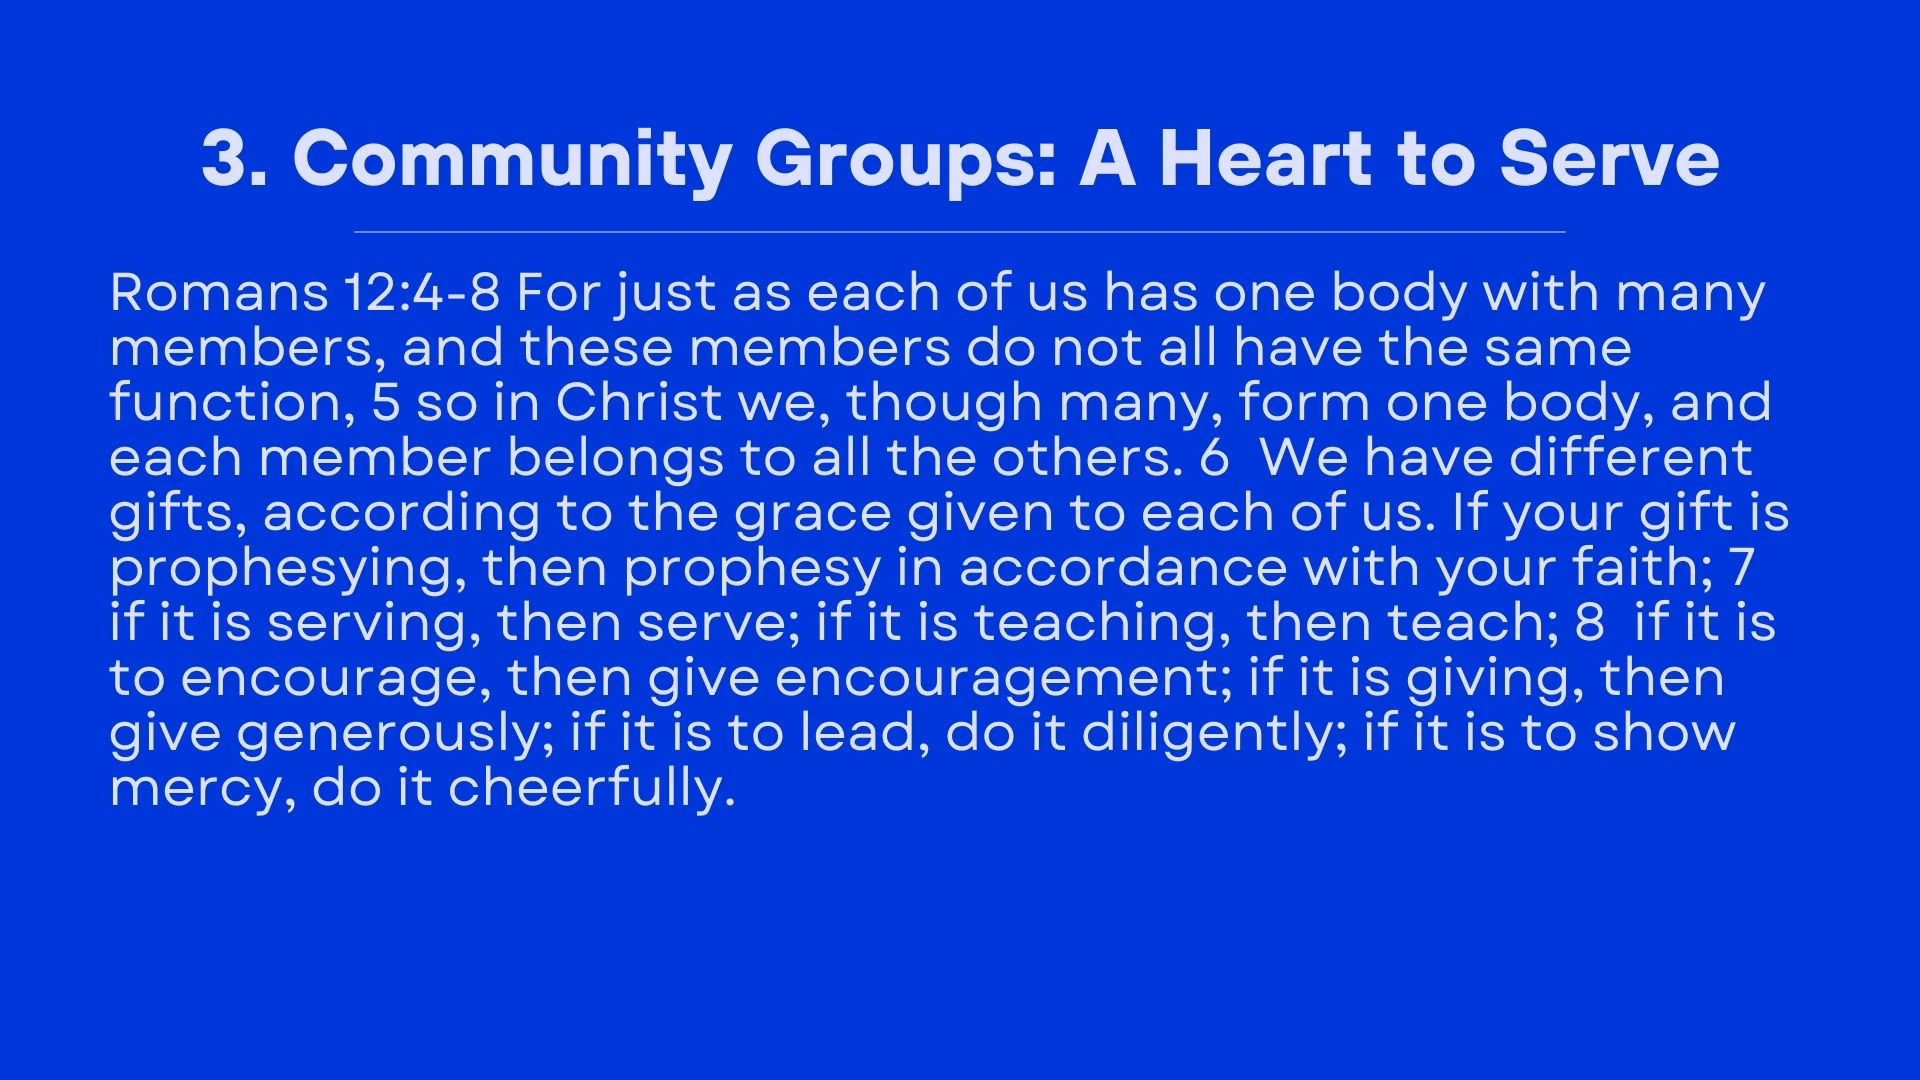 3. Community Groups: A Heart to Serve
Romans 12:4-8 For just as each of us has one body with many
members, and these members do not all have the same
function, 5 so in Christ we, though many, form one body, and
each member belongs to all the others. 6  We have different
gifts, according to the grace given to each of us. If your gift is
prophesying, then prophesy in accordance with your faith; 7
if it is serving, then serve; if it is teaching, then teach; 8  if it is
to encourage, then give encouragement; if it is giving, then
give generously; if it is to lead, do it diligently; if it is to show
mercy, do it cheerfully.